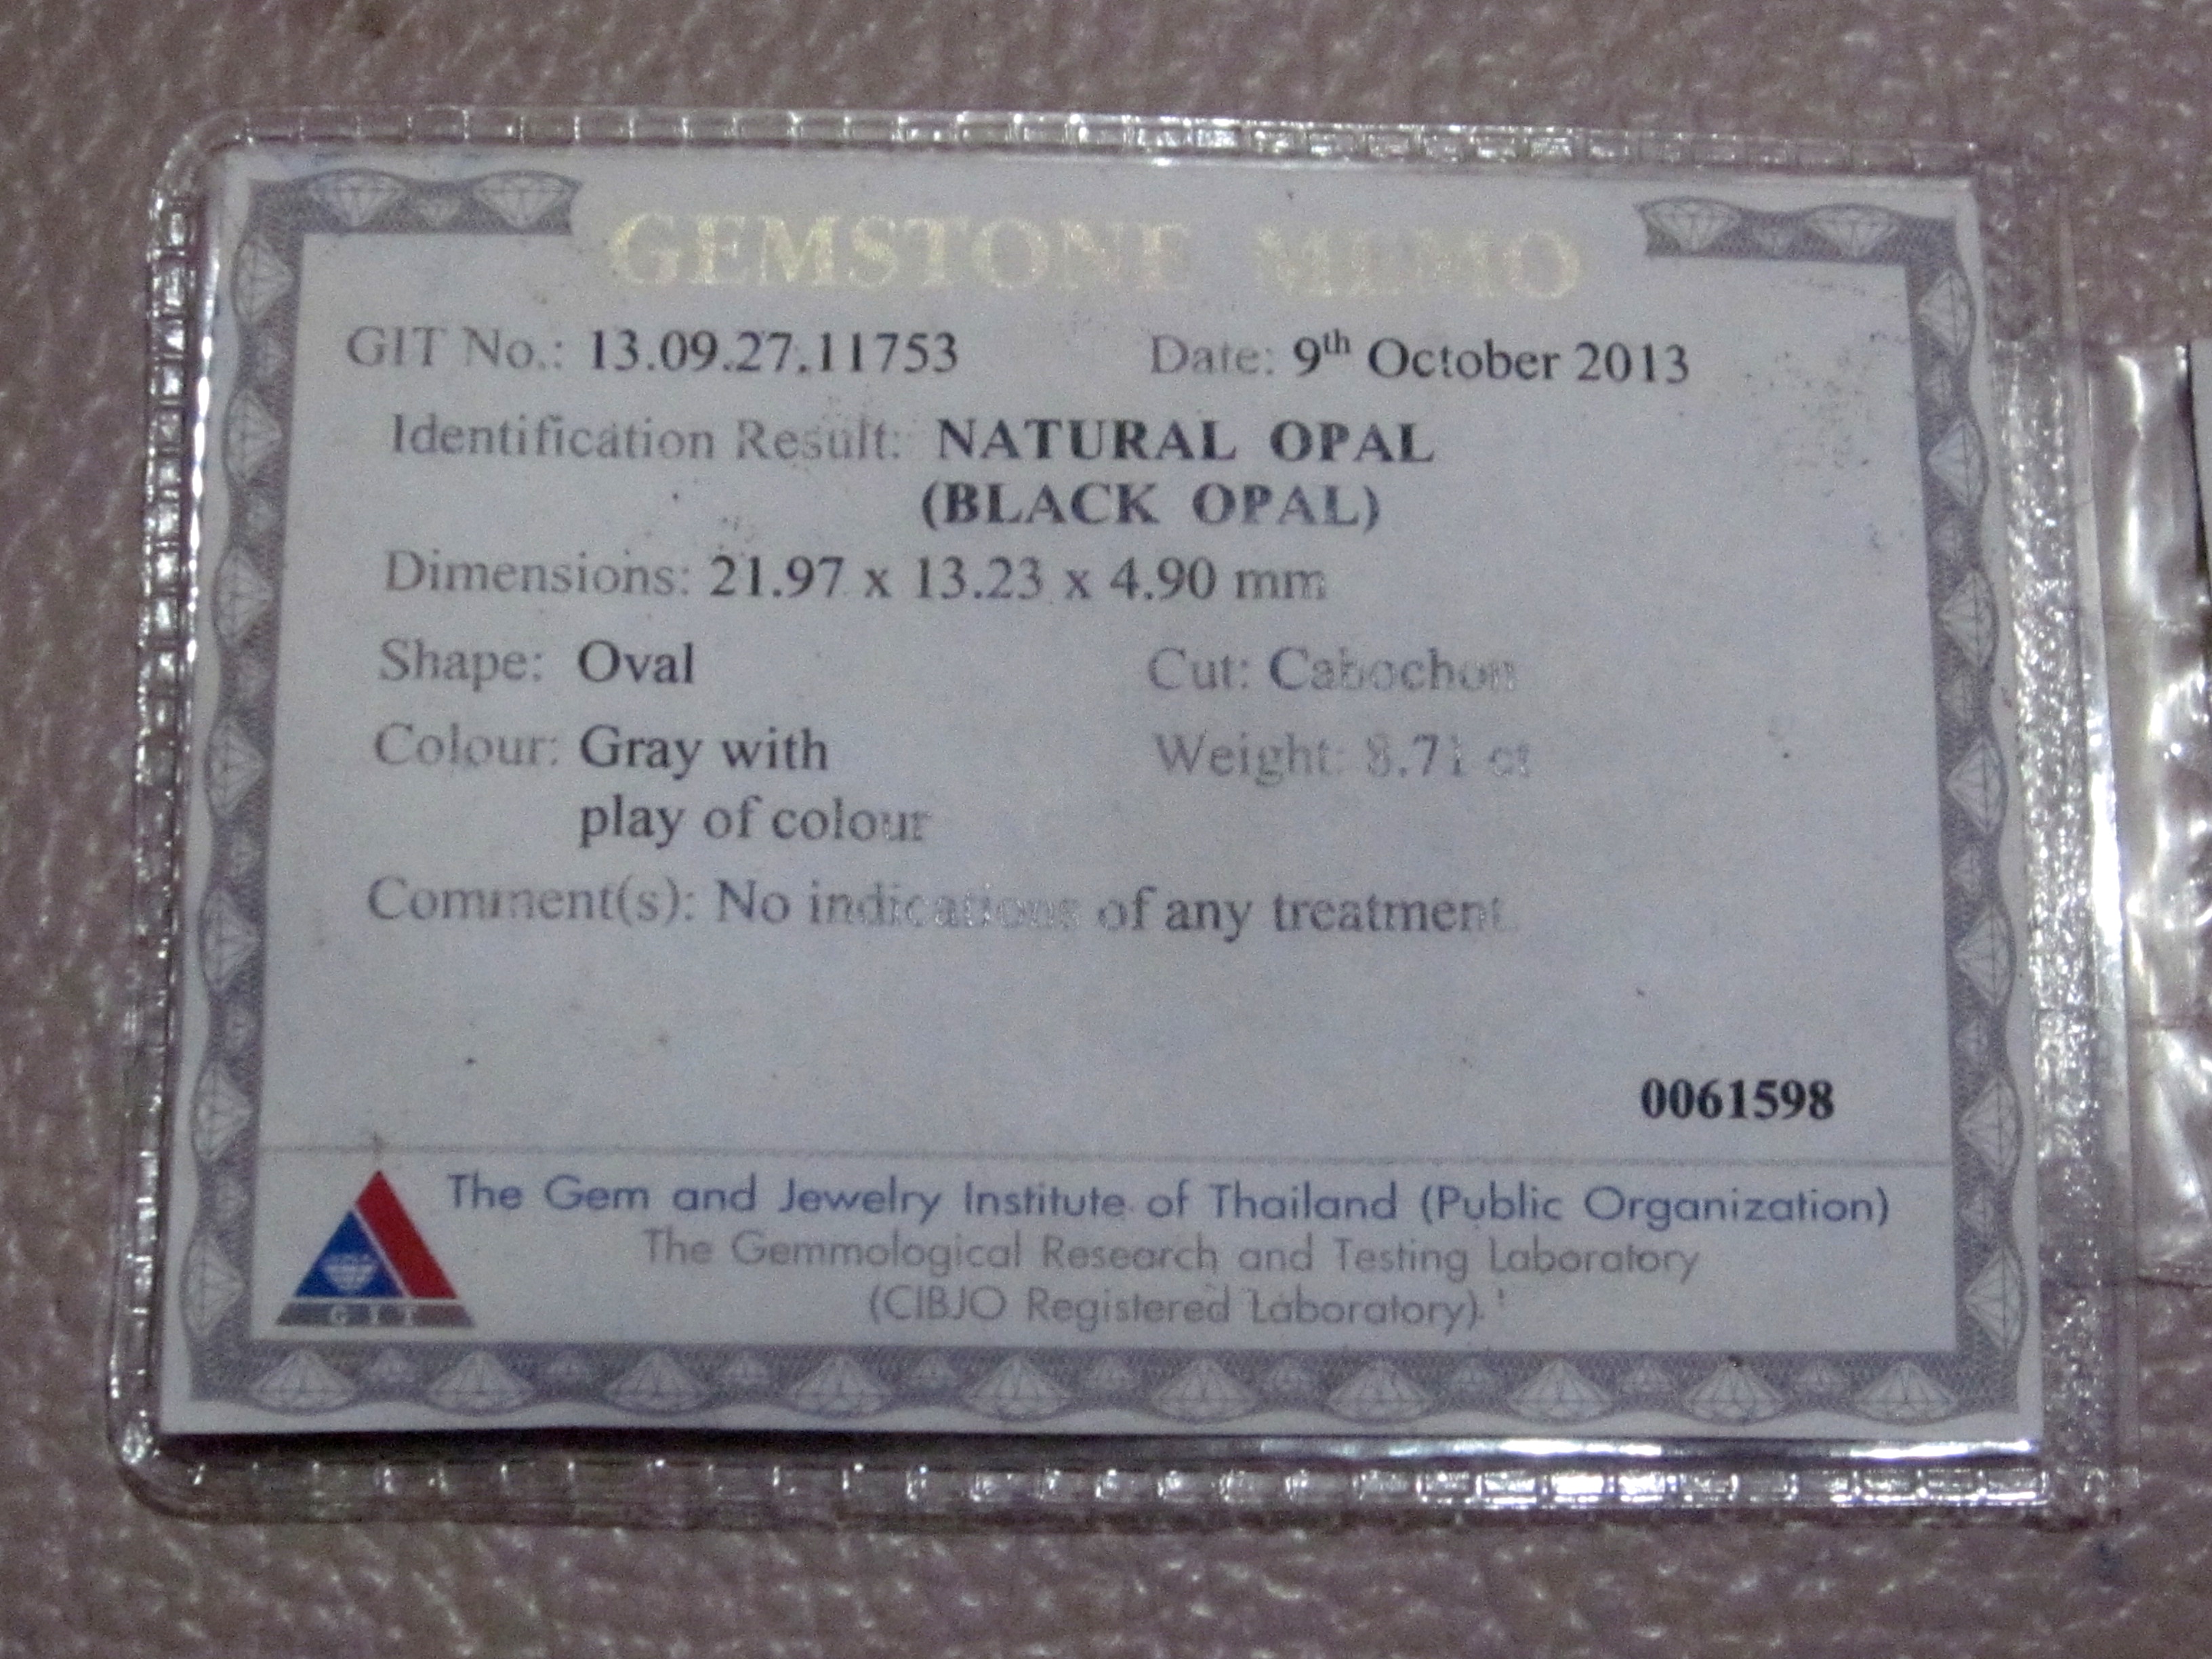 GEMSTONE MEMO
GIT No.: 13.09.27.11753 Date: 9th October 2013
Identification Result: NATURAL OPAL
(BLACK OPAL)
Dimensions: 21.97 x 13.23 x 4.90 mm
Shape: Oval Cut: Cabochon
Colour: Gray with Weight: 8.71 ct
play of colour
Comment(s): No indications of any treatment.
0061598
The Gem and Jewelry Institute of Thailand (Public Organization)
The Gemmological Research and Testing Laboratory
(CIBJO Registered Laboratory)
GIT